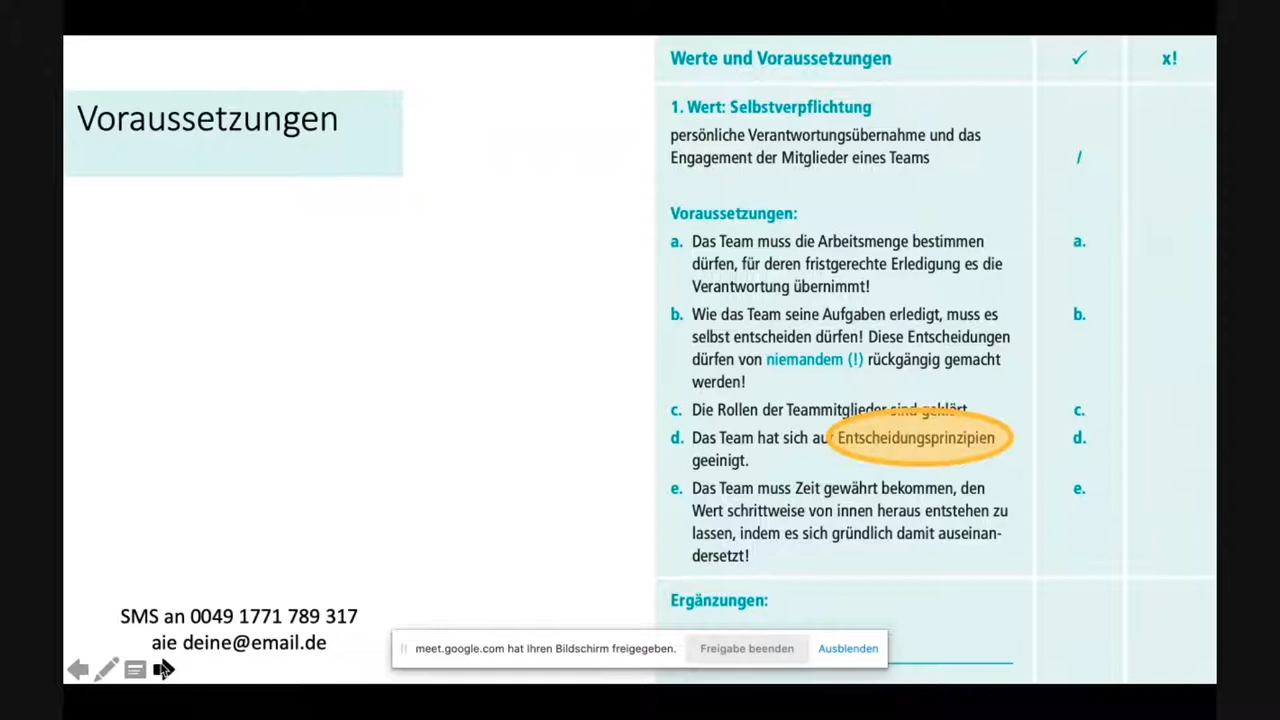 Voraussetzungen
Werte und Voraussetzungen ✓ x!
1. Wert: Selbstverpflichtung
persönliche Verantwortungsübernahme und das
Engagement der Mitglieder eines Teams /
Voraussetzungen:
a. Das Team muss die Arbeitsmenge bestimmen a.
dürfen, für deren fristgerechte Erledigung es die
Verantwortung übernimmt!
b. Wie das Team seine Aufgaben erledigt, muss es b.
selbst entscheiden dürfen! Diese Entscheidungen
dürfen von niemandem (!) rückgängig gemacht
werden!
c. Die Rollen der Teammitglieder sind geklärt. c.
d. Das Team hat sich auf Entscheidungsprinzipien d.
geeinigt.
e. Das Team muss Zeit gewährt bekommen, den e.
Wert schrittweise von innen heraus entstehen zu
lassen, indem es sich gründlich damit auseinan-
dersetzt!
Ergänzungen:
SMS an 0049 1771 789 317
aie deine@email.de
meet.google.com hat Ihren Bildschirm freigegeben. Freigabe beenden Ausblenden